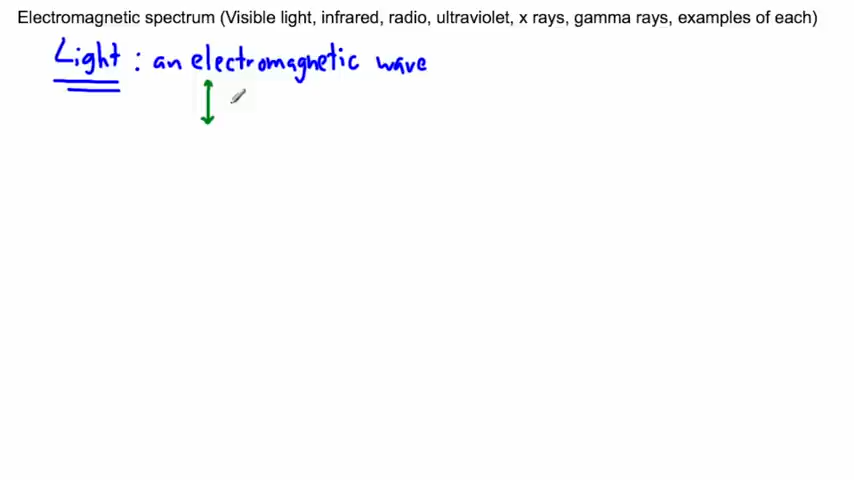 Electromagnetic spectrum (Visible light, infrared, radio, ultraviolet, x rays, gamma rays, examples of each)
Light : an electromagnetic wave